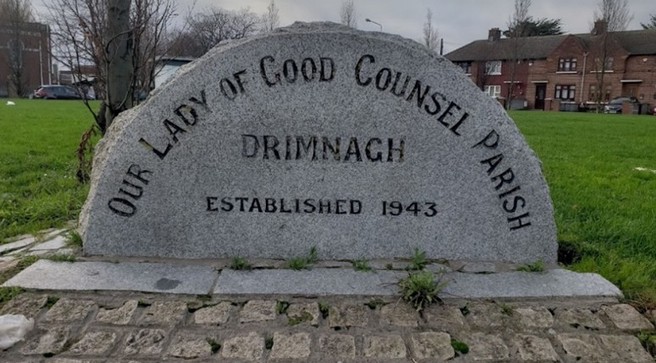 OUR LADY OF GOOD COUNSEL PARISH
DRIMNAGH
ESTABLISHED 1943